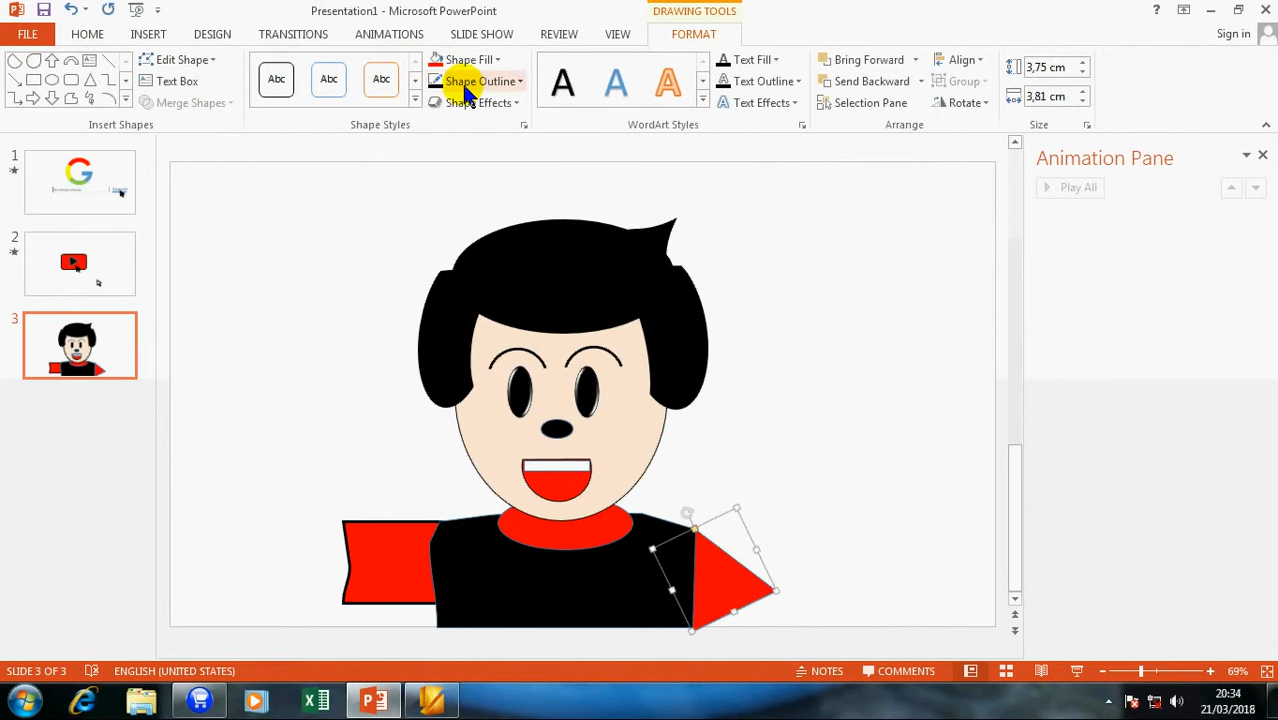 Presentation1 - Microsoft PowerPoint
DRAWING TOOLS
Sign in
FILE
HOME
INSERT
DESIGN
TRANSITIONS
ANIMATIONS
SLIDE SHOW
REVIEW
VIEW
FORMAT
Edit Shape
Text Box
Merge Shapes
Insert Shapes
Abc
Abc
Abc
Shape Fill
Shape Outline
Shape Effects
Shape Styles
A
A
A
Text Fill
Text Outline
Text Effects
WordArt Styles
Bring Forward
Send Backward
Selection Pane
Align
Group
Rotate
Arrange
3,75 cm
3,81 cm
Size
1
2
3
Animation Pane
Play All
SLIDE 3 OF 3
ENGLISH (UNITED STATES)
NOTES
COMMENTS
69%
20:34
21/03/2018